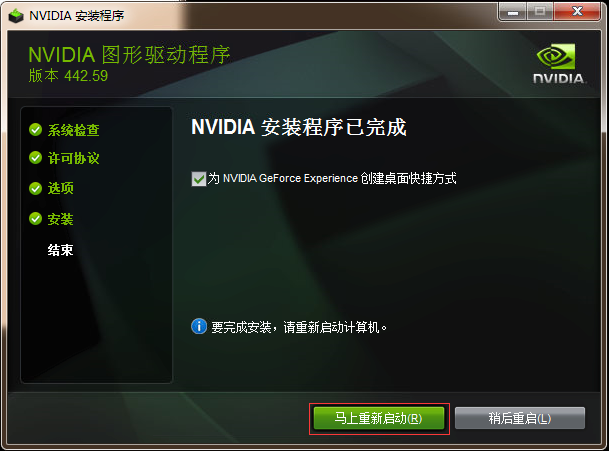 NVIDIA 安装程序
NVIDIA 图形驱动程序
版本 442.59
NVIDIA.
系统检查
许可协议
选项
安装
结束
NVIDIA 安装程序已完成
为 NVIDIA GeForce Experience 创建桌面快捷方式
要完成安装，请重新启动计算机。
马上重新启动(R)
稍后重启(L)